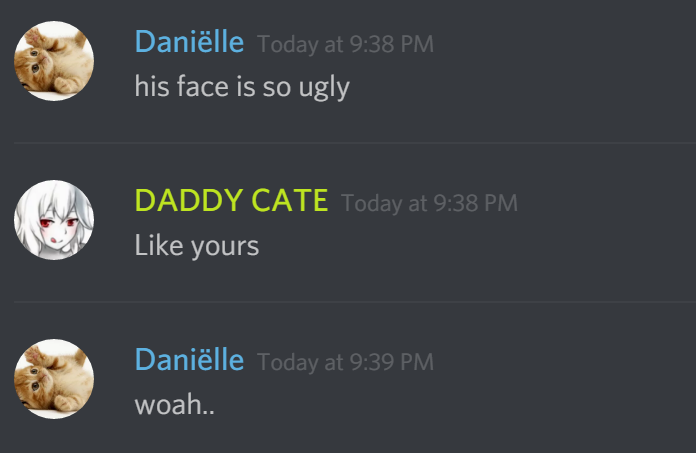 Daniëlle Today at 9:38 PM
his face is so ugly
DADDY CATE Today at 9:38 PM
Like yours
Daniëlle Today at 9:39 PM
woah..